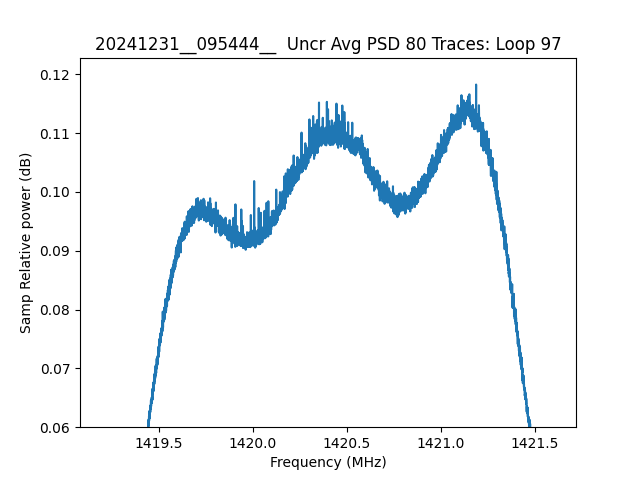 20241231__095444__  Uncr Avg PSD 80 Traces: Loop 97
0.12
0.11
0.10
0.09
0.08
0.07
0.06
Samp Relative power (dB)
1419.5 1420.0 1420.5 1421.0 1421.5
Frequency (MHz)